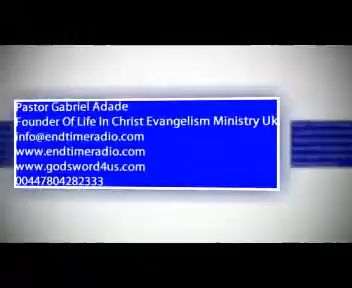 Pastor Gabriel Adade
Founder Of Life In Christ Evangelism Ministry Uk
info@endtimeradio.com
www.endtimeradio.com
www.godsword4us.com
00447804282333